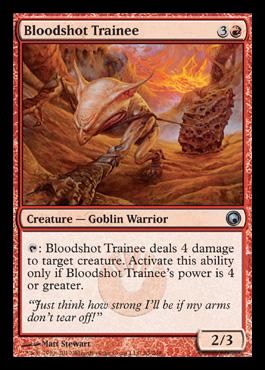 Bloodshot Trainee 3
Creature — Goblin Warrior
: Bloodshot Trainee deals 4 damage
to target creature. Activate this ability
only if Bloodshot Trainee's power is 4
or greater.
"Just think how strong I'll be if my arms
don't tear off!"
Matt Stewart
2/3